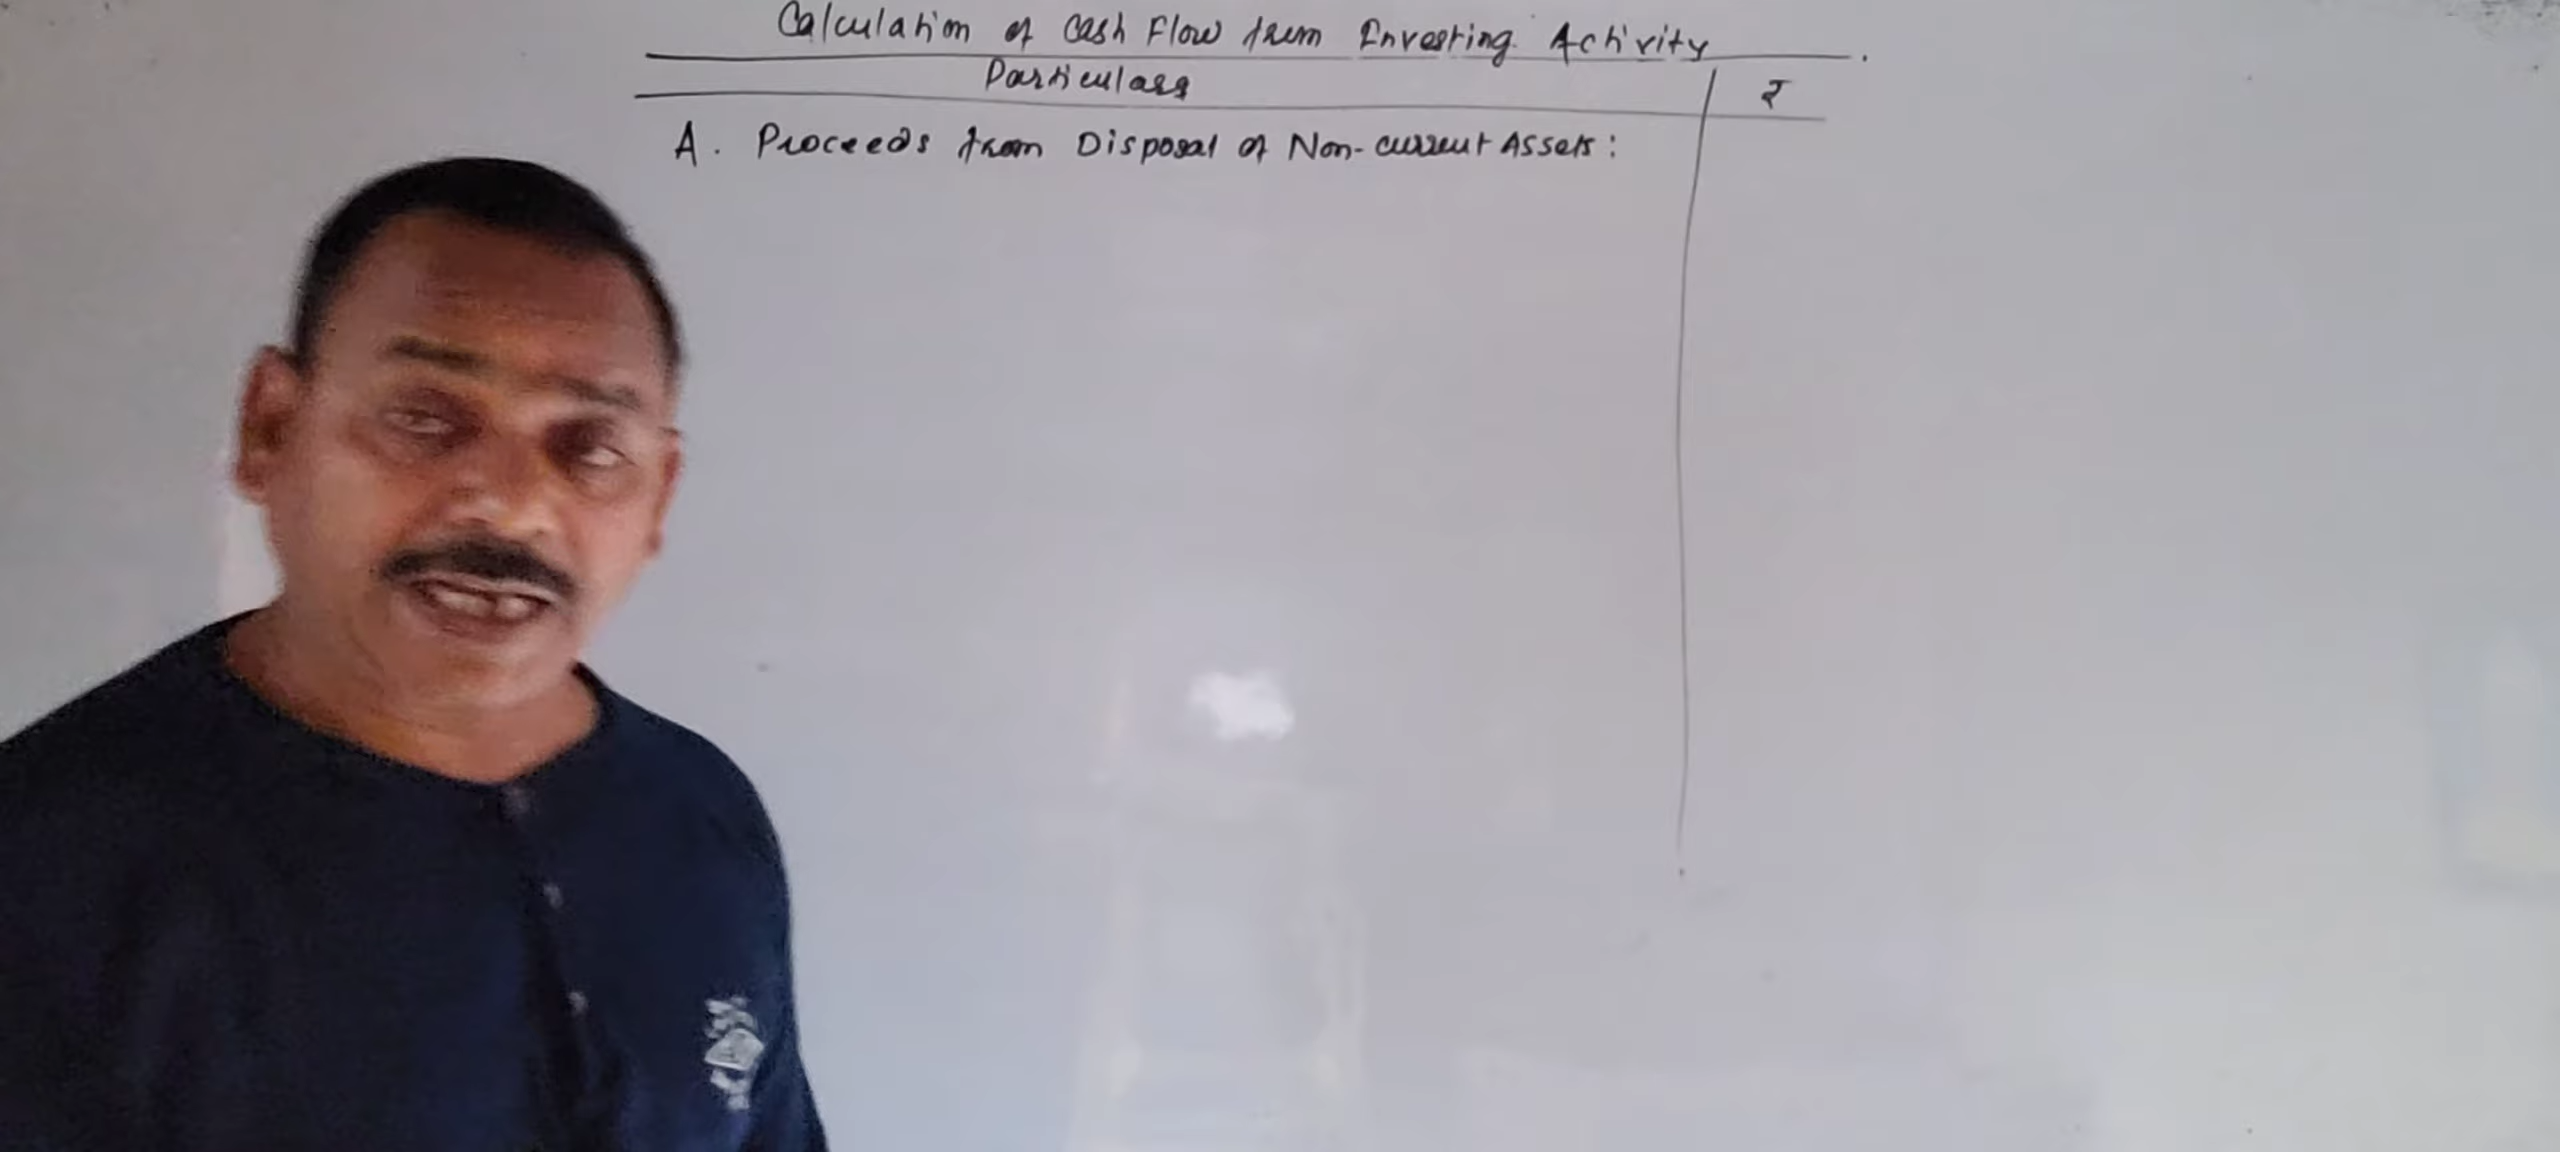 Calculation of Cash Flow from Investing Activity
Particulars
₹
A. Proceeds from Disposal of Non-current Assets: